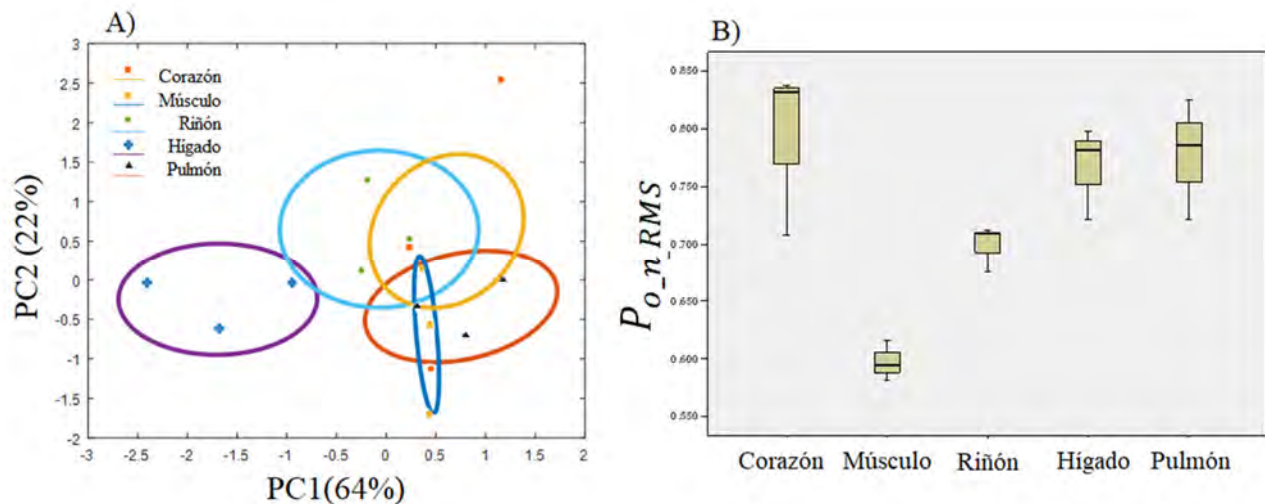 A)
3
2.5
2
1.5
1
0.5
0
-0.5
-1
-1.5
-2
-3
-2.5
-2
-1.5
-1
-0.5
0
0.5
1
1.5
2
PC2 (22%)
PC1(64%)
Corazón
Músculo
Riñón
Hígado
Pulmón
B)
0.850
0.800
0.750
0.700
0.650
0.600
0.550
P_O_n_RMS
Corazón
Músculo
Riñón
Hígado
Pulmón